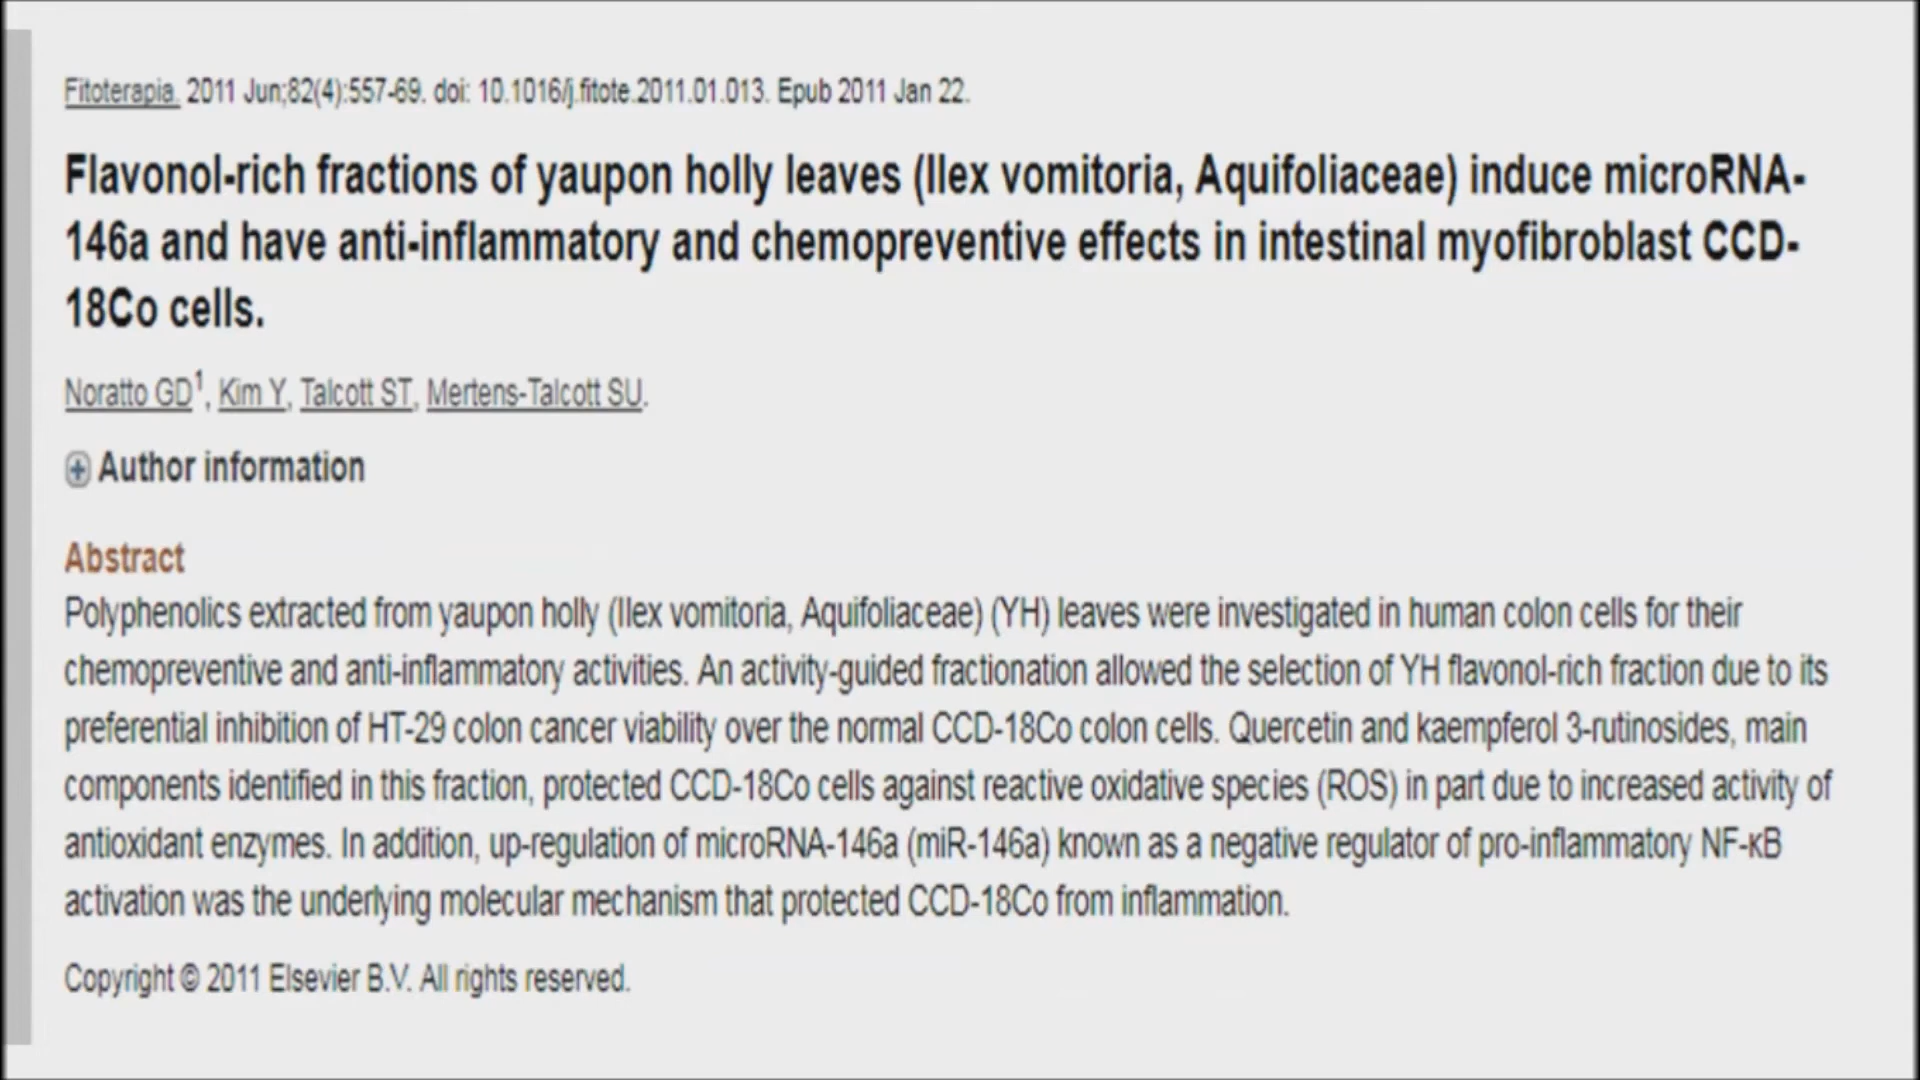 Fitoterapia. 2011 Jun;82(4):557-69. doi: 10.1016/j.fitote.2011.01.013. Epub 2011 Jan 22.
Flavonol-rich fractions of yaupon holly leaves (Ilex vomitoria, Aquifoliaceae) induce microRNA-
146a and have anti-inflammatory and chemopreventive effects in intestinal myofibroblast CCD-
18Co cells.
Noratto GD1, Kim Y, Talcott ST, Mertens-Talcott SU.
Author information
Abstract
Polyphenolics extracted from yaupon holly (Ilex vomitoria, Aquifoliaceae) (YH) leaves were investigated in human colon cells for their
chemopreventive and anti-inflammatory activities. An activity-guided fractionation allowed the selection of YH flavonol-rich fraction due to its
preferential inhibition of HT-29 colon cancer viability over the normal CCD-18Co colon cells. Quercetin and kaempferol 3-rutinosides, main
components identified in this fraction, protected CCD-18Co cells against reactive oxidative species (ROS) in part due to increased activity of
antioxidant enzymes. In addition, up-regulation of microRNA-146a (miR-146a) known as a negative regulator of pro-inflammatory NF-κB
activation was the underlying molecular mechanism that protected CCD-18Co from inflammation.
Copyright © 2011 Elsevier B.V. All rights reserved.